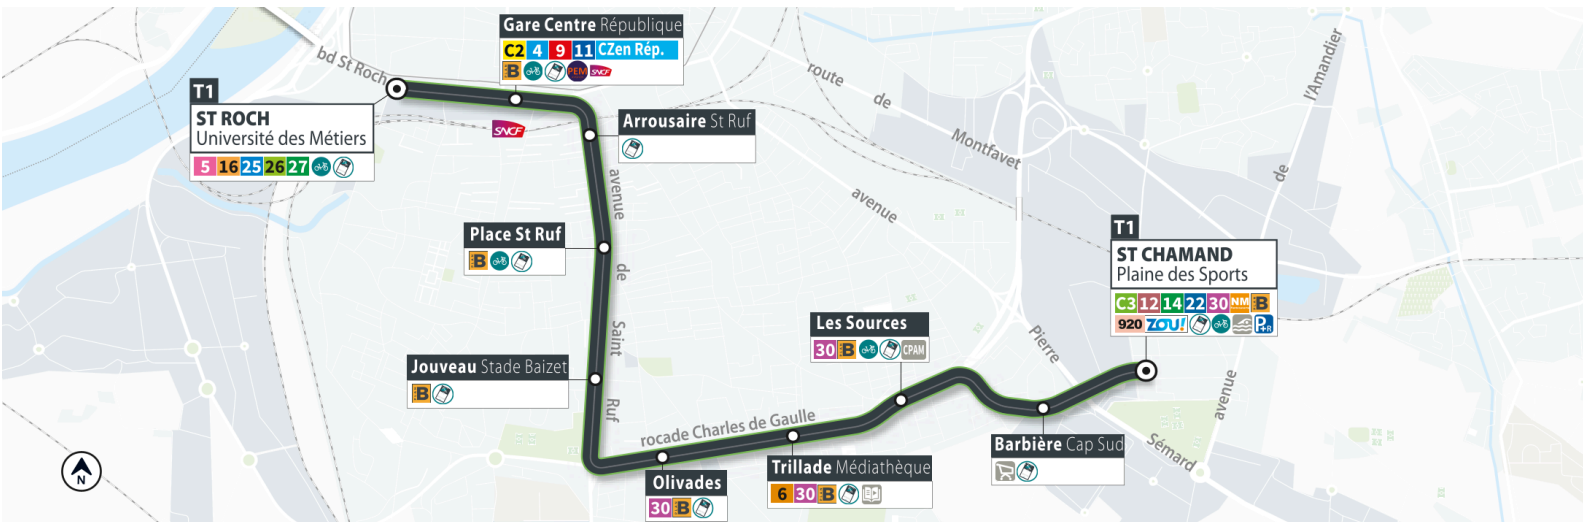 Gare Centre République
C2 4 9 11 CZen Rép.
B PEM SNCF
bd St Roch
T1
ST ROCH
Université des Métiers
5 16 25 26 27
SNCF
Arrousaire St Ruf
route de Montfavet
avenue de l'Amandier
avenue Pierre Sémard
avenue de Saint Ruf
Place St Ruf
B
T1
ST CHAMAND
Plaine des Sports
C3 12 14 22 30 NM B
920 ZOU! P+R
Les Sources
30 B CPAM
Jouveau Stade Baizet
B
rocade Charles de Gaulle
Barbière Cap Sud
Trillade Médiathèque
6 30 B
Olivades
30 B
N